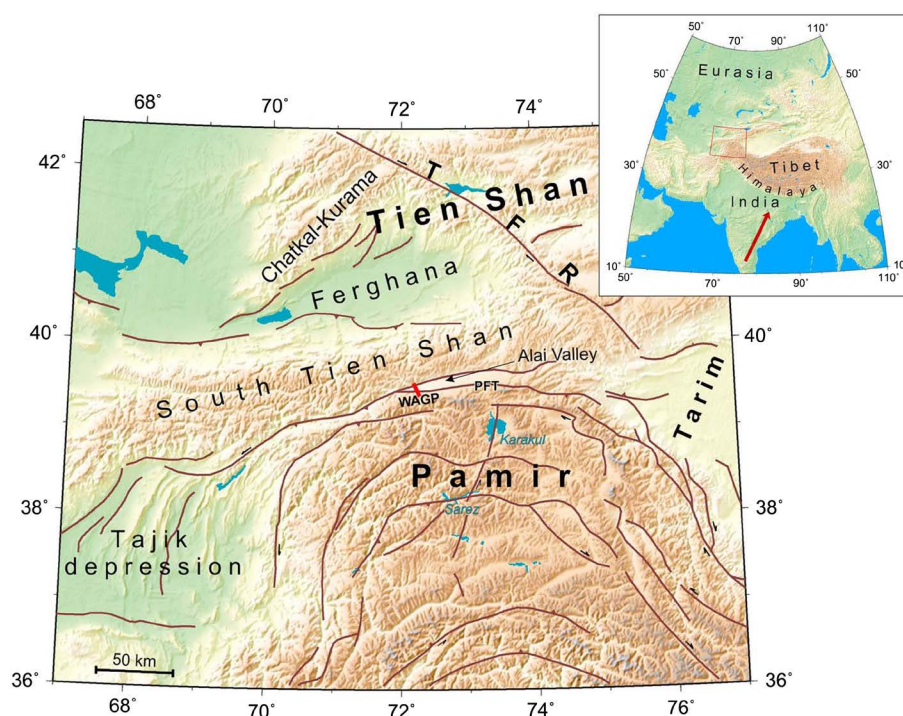 50˚
70˚
90˚
110˚
50˚
50˚
Eurasia
30˚
30˚
Tibet
Himalaya
India
10˚
10˚
50˚
70˚
90˚
110˚
68˚
70˚
72˚
74˚
42˚
T F R
Chatkal-Kurama
Tien Shan
Ferghana
40˚
40˚
South Tien Shan
Alai Valley
WAGP
PFT
Tarim
Karakul
Pamir
38˚
38˚
Sarez
Tajik
depression
50 km
36˚
36˚
68˚
70˚
72˚
74˚
76˚